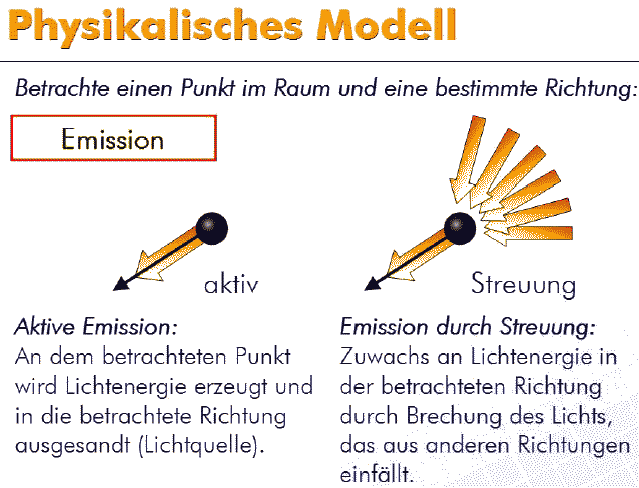 Physikalisches Modell
Betrachte einen Punkt im Raum und eine bestimmte Richtung:
Emission
aktiv
Streuung
Aktive Emission:
An dem betrachteten Punkt
wird Lichtenergie erzeugt und
in die betrachtete Richtung
ausgesandt (Lichtquelle).
Emission durch Streuung:
Zuwachs an Lichtenergie in
der betrachteten Richtung
durch Brechung des Lichts,
das aus anderen Richtungen
einfällt.